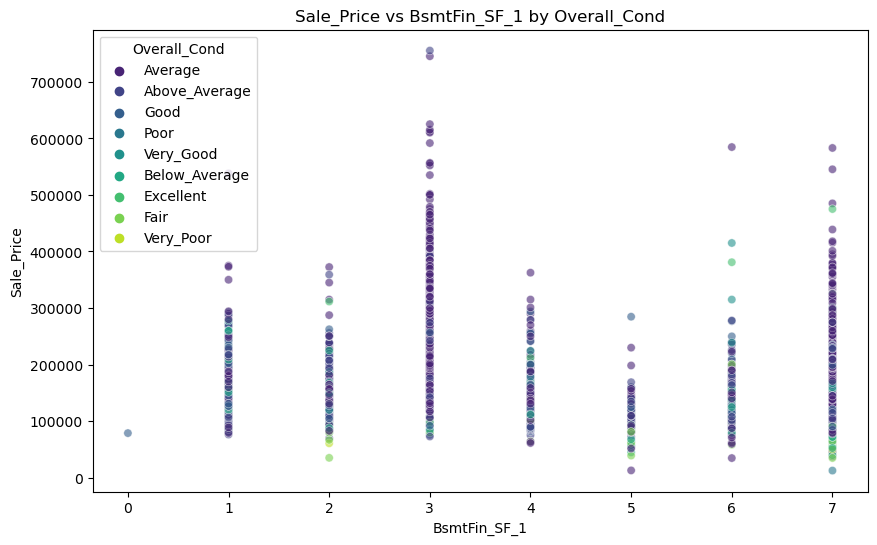 Sale_Price vs BsmtFin_SF_1 by Overall_Cond
Overall_Cond
Average
Above_Average
Good
Poor
Very_Good
Below_Average
Excellent
Fair
Very_Poor
Sale_Price
700000
600000
500000
400000
300000
200000
100000
0
0 1 2 3 4 5 6 7
BsmtFin_SF_1